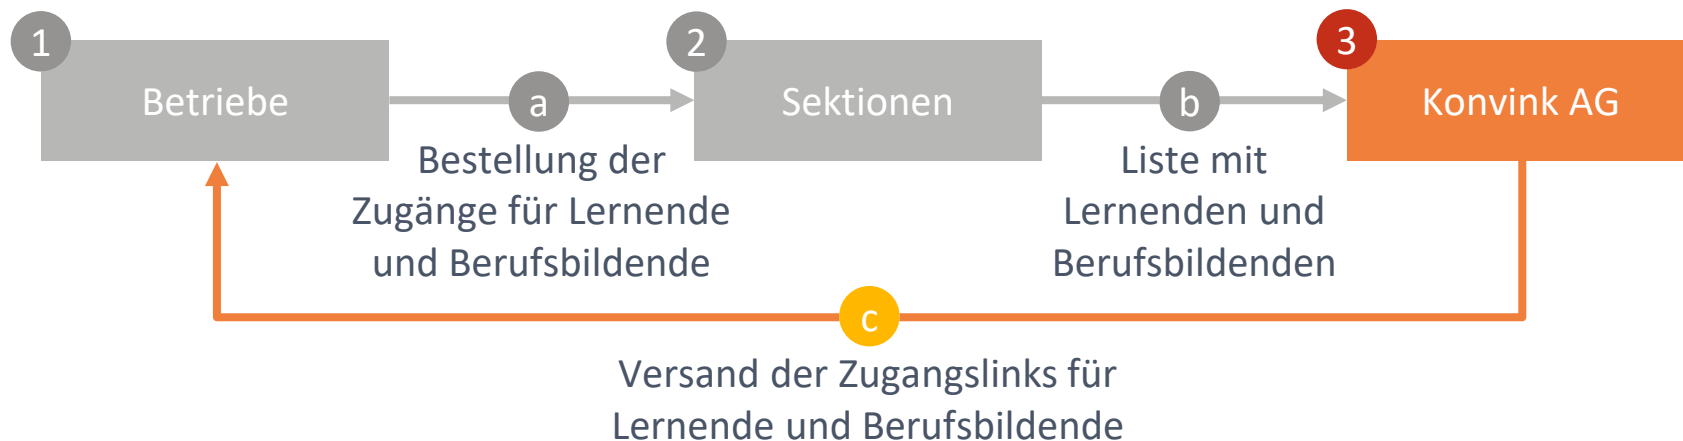 1
Betriebe
a
Bestellung der
Zugänge für Lernende
und Berufsbildende
2
Sektionen
b
Liste mit
Lernenden und
Berufsbildenden
3
Konvink AG
c
Versand der Zugangslinks für
Lernende und Berufsbildende